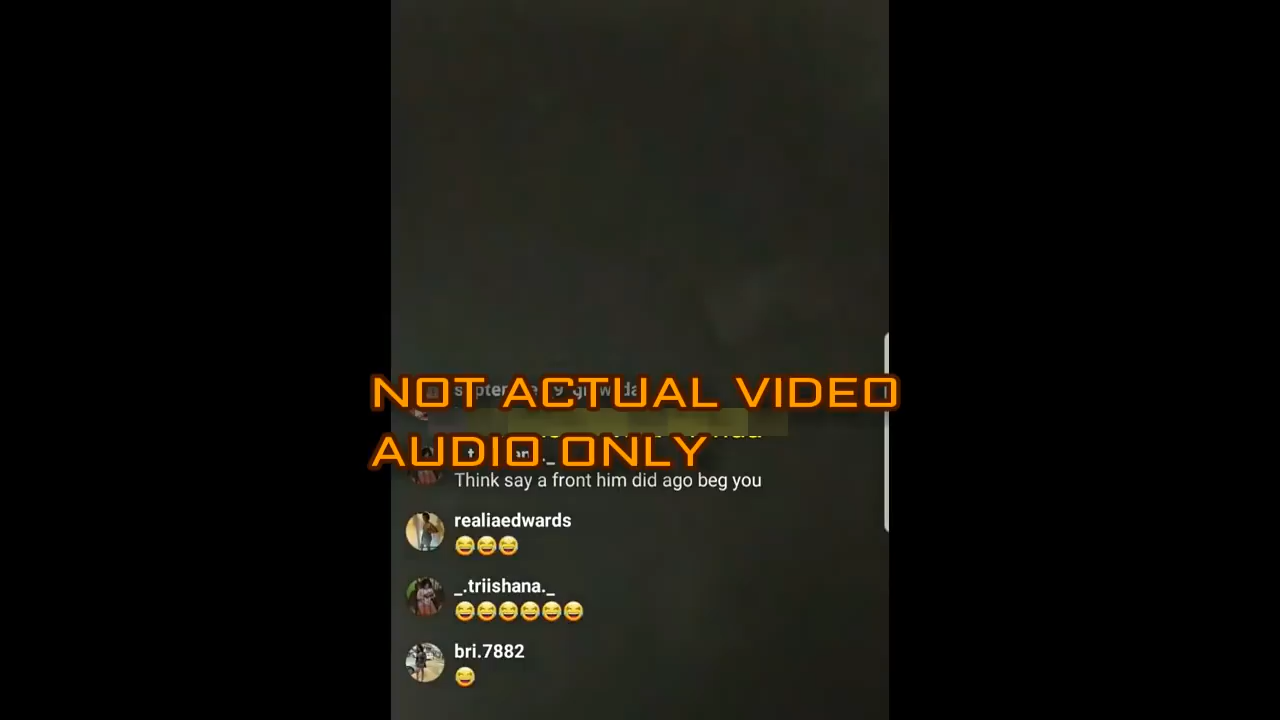 NOT ACTUAL VIDEO
AUDIO ONLY
Think say a front him did ago beg you
realiaedwards
😂😂😂
_.triishana._
😂😂😂😂😂😂
bri.7882
😂